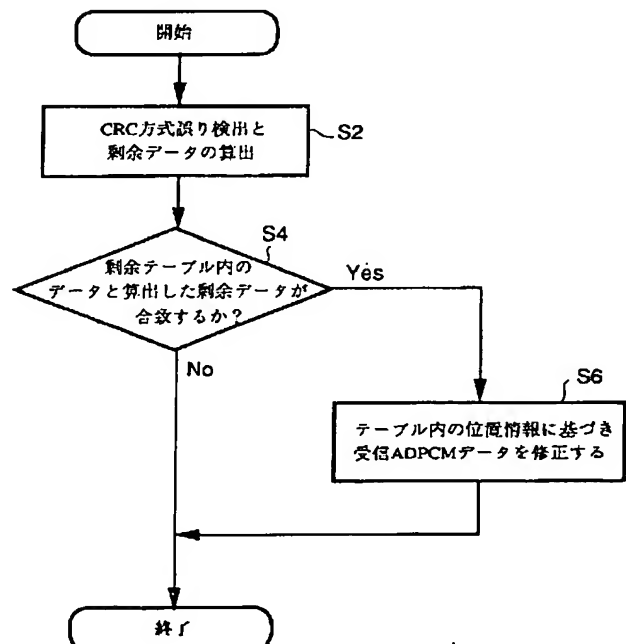 開始
CRC方式誤り検出と
剰余データの算出
S2
S4
剰余テーブル内の
データと算出した剰余データが
合致するか?
Yes
No
S6
テーブル内の位置情報に基づき
受信ADPCMデータを修正する
終了